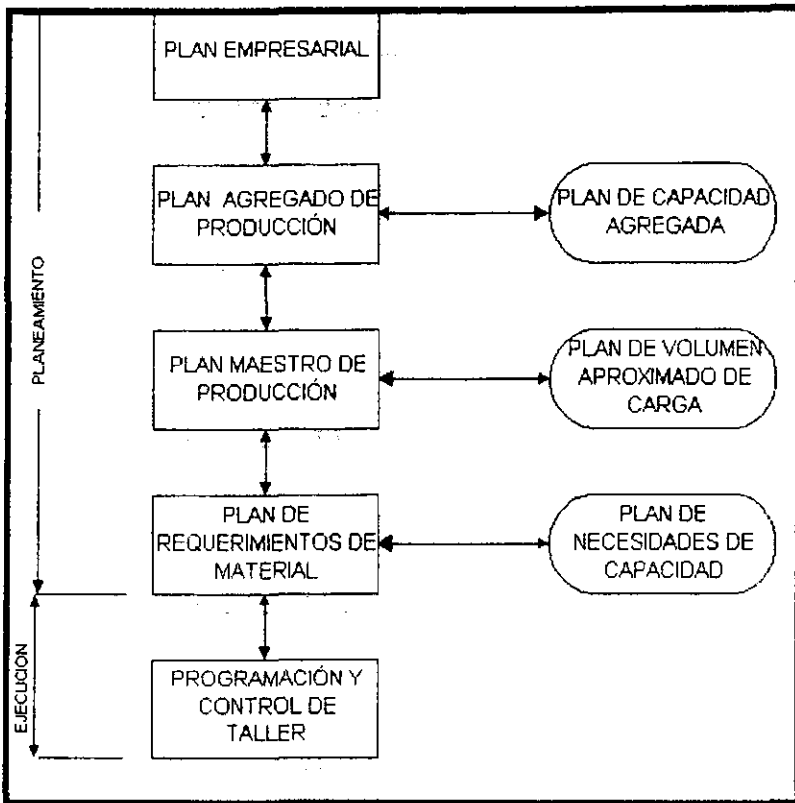 PLAN EMPRESARIAL
PLAN AGREGADO DE
PRODUCCIÓN
PLAN DE CAPACIDAD
AGREGADA
PLANEAMIENTO
PLAN MAESTRO DE
PRODUCCIÓN
PLAN DE VOLUMEN
APROXIMADO DE
CARGA
PLAN DE
REQUERIMIENTOS DE
MATERIAL
PLAN DE
NECESIDADES DE
CAPACIDAD
EJECUCION
PROGRAMACIÓN Y
CONTROL DE
TALLER